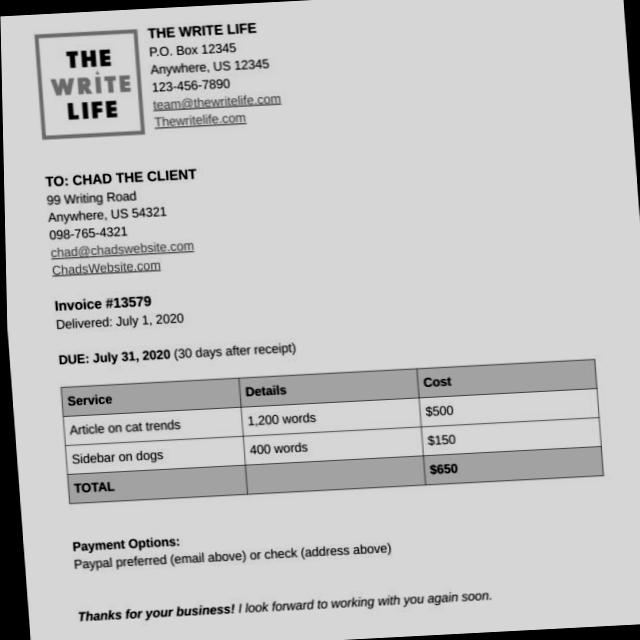 THE
WRITE
LIFE
THE WRITE LIFE
P.O. Box 12345
Anywhere, US 12345
123-456-7890
team@thewritelife.com
Thewritelife.com
TO: CHAD THE CLIENT
99 Writing Road
Anywhere, US 54321
098-765-4321
chad@chadswebsite.com
ChadsWebsite.com
Invoice #13579
Delivered: July 1, 2020
DUE: July 31, 2020 (30 days after receipt)
Service Details Cost
Article on cat trends 1,200 words $500
Sidebar on dogs 400 words $150
TOTAL $650
Payment Options:
Paypal preferred (email above) or check (address above)
Thanks for your business! I look forward to working with you again soon.